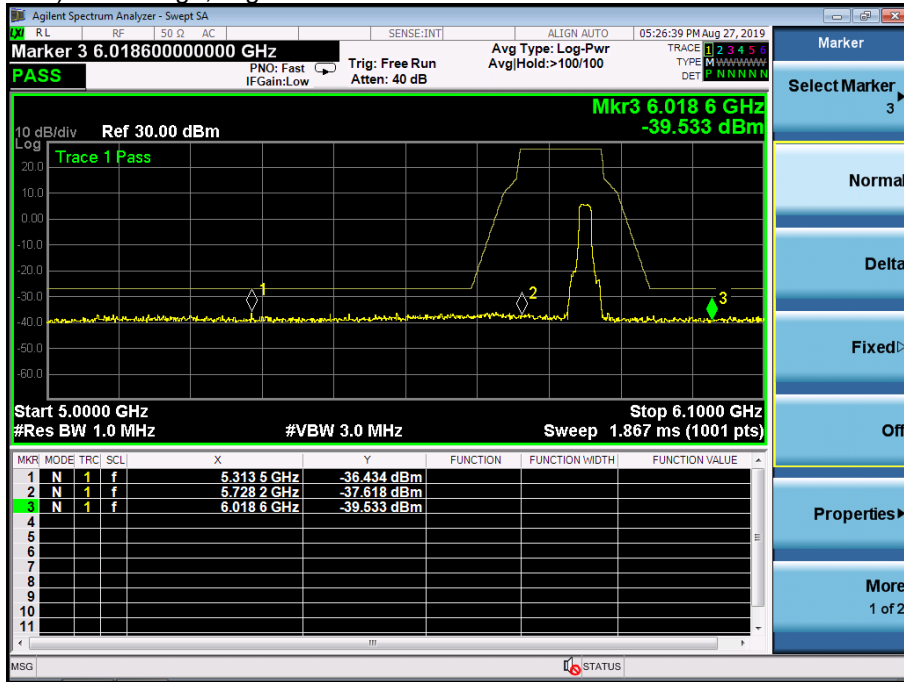 Agilent Spectrum Analyzer - Swept SA
LXI RL RF 50 Ω AC SENSE:INT ALIGN AUTO 05:26:39 PM Aug 27, 2019
Marker 3 6.018600000000 GHz
PASS
PNO: Fast
IFGain:Low
Trig: Free Run
Atten: 40 dB
Avg Type: Log-Pwr
Avg|Hold:>100/100
TRACE 1 2 3 4 5 6
TYPE M W W W W W
DET P N N N N N
Mkr3 6.018 6 GHz
-39.533 dBm
10 dB/div Ref 30.00 dBm
Log
Trace 1 Pass
20.0
10.0
0.00
-10.0
-20.0
-30.0
-40.0
-50.0
-60.0
1
2
3
Start 5.0000 GHz Stop 6.1000 GHz
#Res BW 1.0 MHz #VBW 3.0 MHz Sweep 1.867 ms (1001 pts)
MKR MODE TRC SCL X Y FUNCTION FUNCTION WIDTH FUNCTION VALUE
1 N 1 f 5.313 5 GHz -36.434 dBm
2 N 1 f 5.728 2 GHz -37.618 dBm
3 N 1 f 6.018 6 GHz -39.533 dBm
4
5
6
7
8
9
10
11
MSG STATUS
Marker
Select Marker
3
Normal
Delta
Fixed
Off
Properties
More
1 of 2